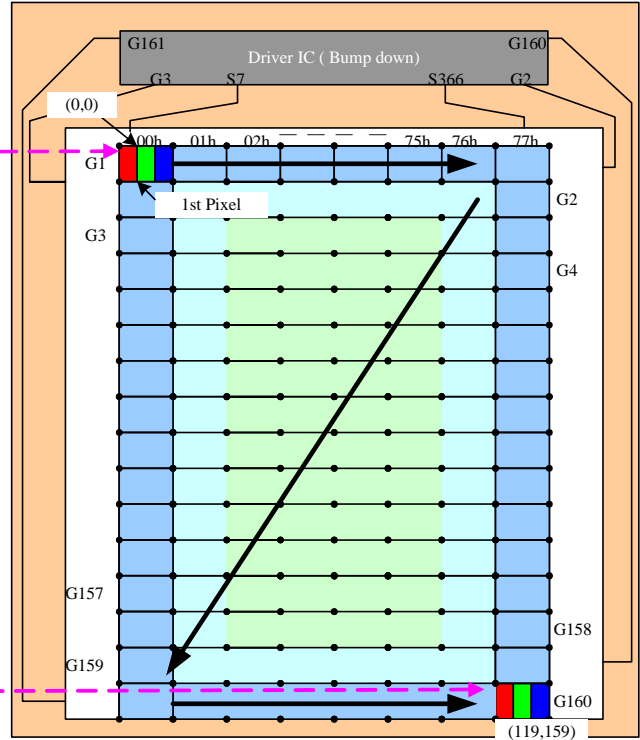 G161
G160
Driver IC ( Bump down)
G3
S7
S366
G2
(0,0)
00h
01h
02h
75h
76h
77h
G1
1st Pixel
G2
G3
G4
G157
G158
G159
G160
(119,159)